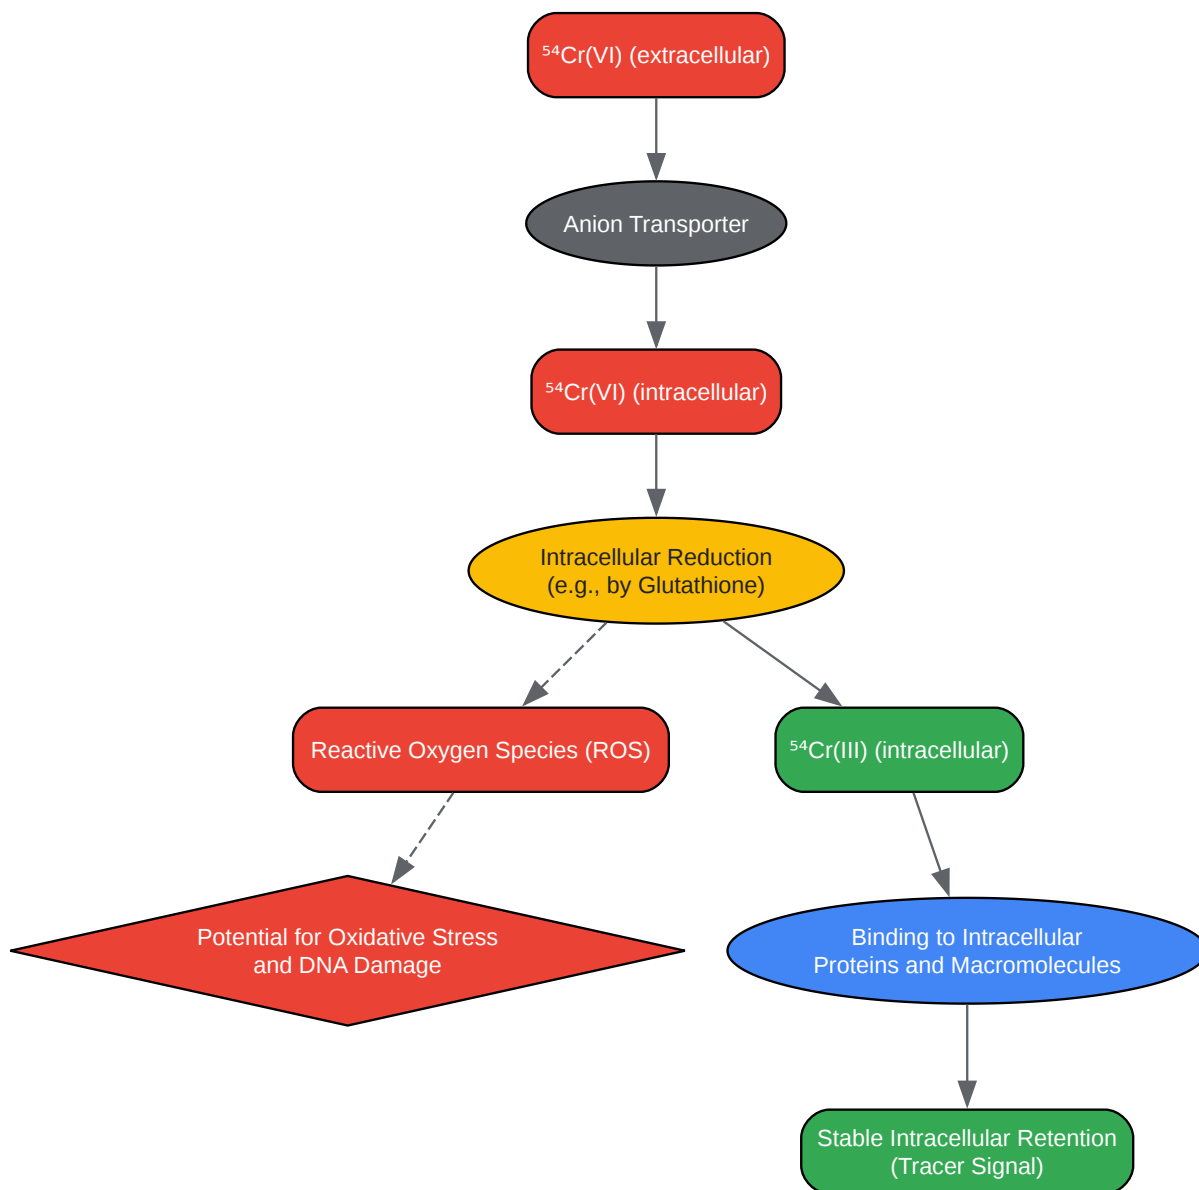 ⁵⁴Cr(VI) (extracellular)
Anion Transporter
⁵⁴Cr(VI) (intracellular)
Intracellular Reduction
(e.g., by Glutathione)
Reactive Oxygen Species (ROS)
⁵⁴Cr(III) (intracellular)
Potential for Oxidative Stress
and DNA Damage
Binding to Intracellular
Proteins and Macromolecules
Stable Intracellular Retention
(Tracer Signal)